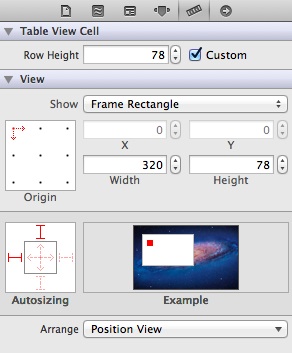 Table View Cell
Row Height 78 Custom
View
Show Frame Rectangle
0 0
X Y
320 78
Width Height
Origin
Autosizing Example
Arrange Position View